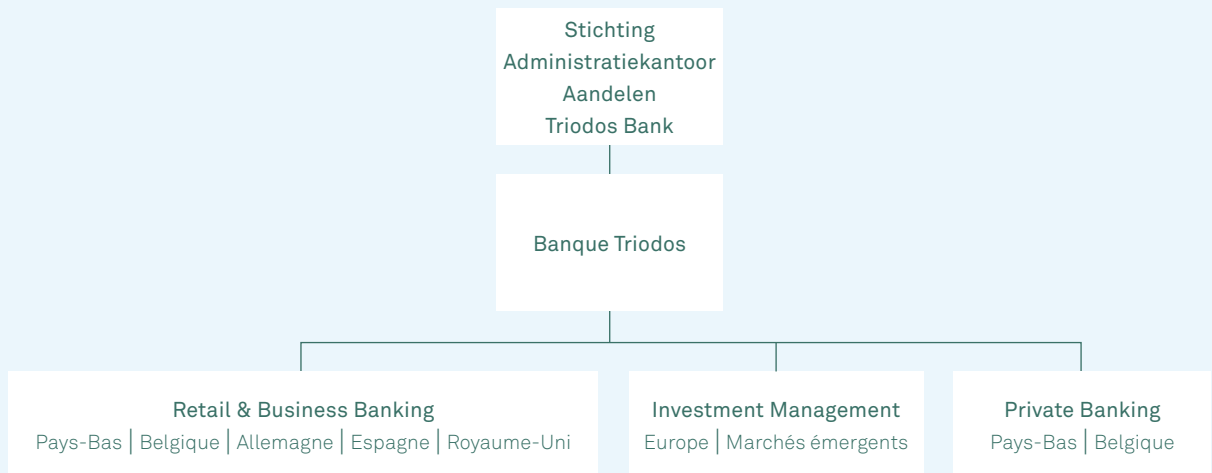 Stichting
Administratiekantoor
Aandelen
Triodos Bank
Banque Triodos
Retail & Business Banking
Pays-Bas | Belgique | Allemagne | Espagne | Royaume-Uni
Investment Management
Europe | Marchés émergents
Private Banking
Pays-Bas | Belgique